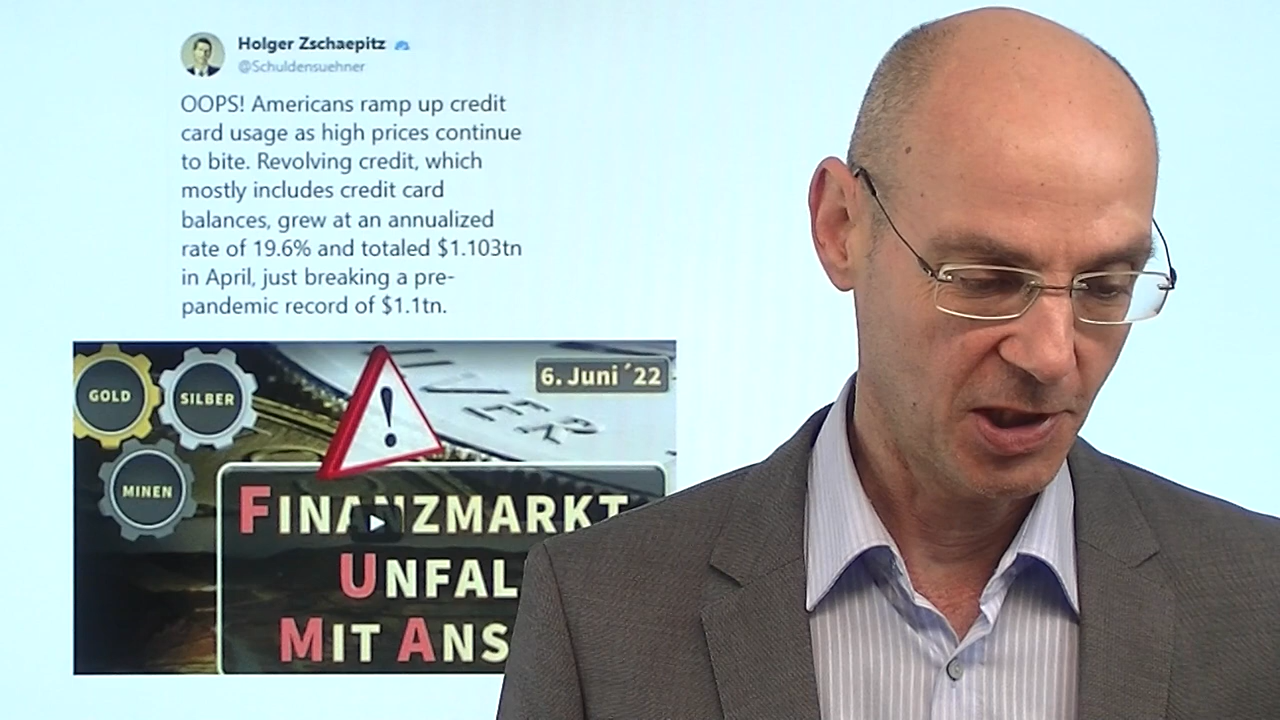 Holger Zschaepitz
@Schuldensuehner
OOPS! Americans ramp up credit
card usage as high prices continue
to bite. Revolving credit, which
mostly includes credit card
balances, grew at an annualized
rate of 19.6% and totaled $1.103tn
in April, just breaking a pre-
pandemic record of $1.1tn.
6. Juni ´22
GOLD
SILBER
MINEN
FINANZMARKT
UNFAL
MIT ANS